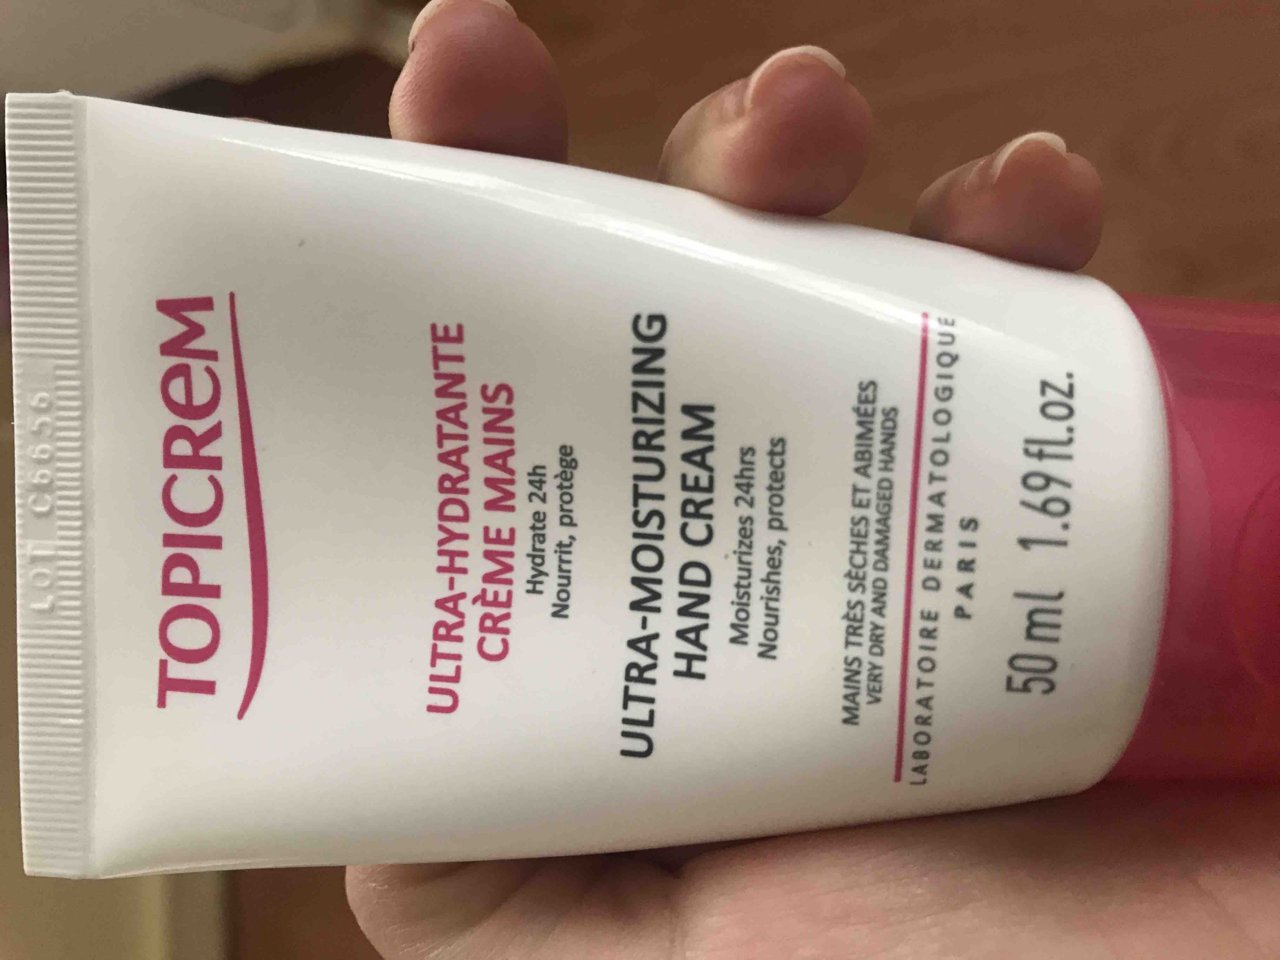 LOT C6656
TOPICREM
ULTRA-HYDRATANTE
CRÈME MAINS
Hydrate 24h
Nourrit, protège
ULTRA-MOISTURIZING
HAND CREAM
Moisturizes 24hrs
Nourishes, protects
MAINS TRÈS SÈCHES ET ABIMÉES
VERY DRY AND DAMAGED HANDS
LABORATOIRE DERMATOLOGIQUE
PARIS
50 ml 1.69 fl.oz.